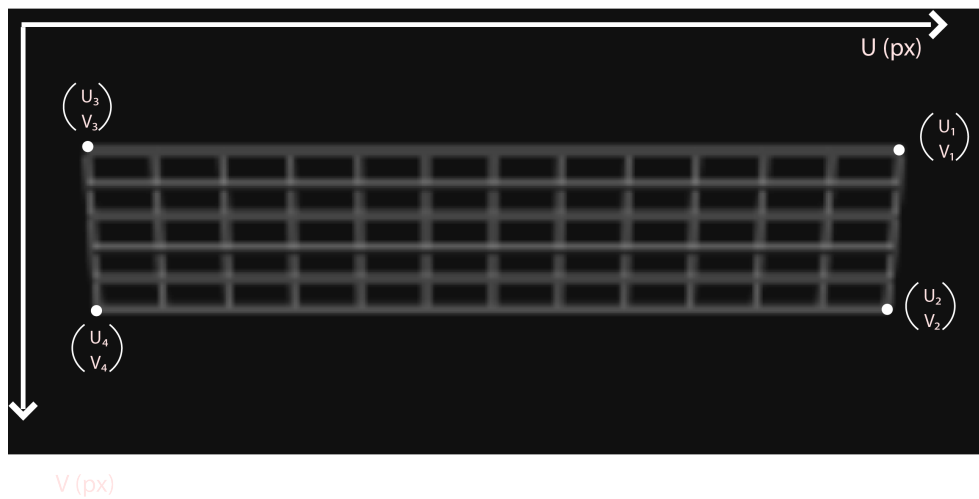 U (px)
U₃
V₃
U₁
V₁
U₂
V₂
U₄
V₄
V (px)